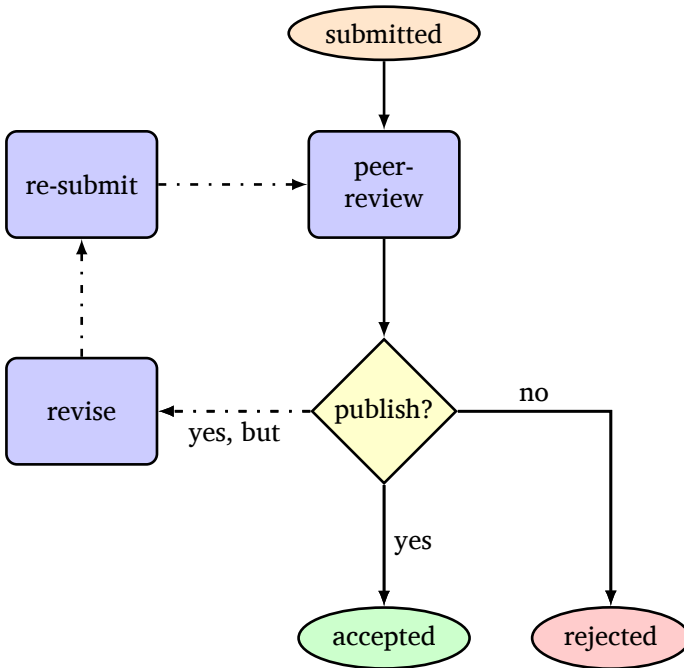 submitted
re-submit
peer-
review
revise
publish?
no
yes, but
yes
accepted
rejected